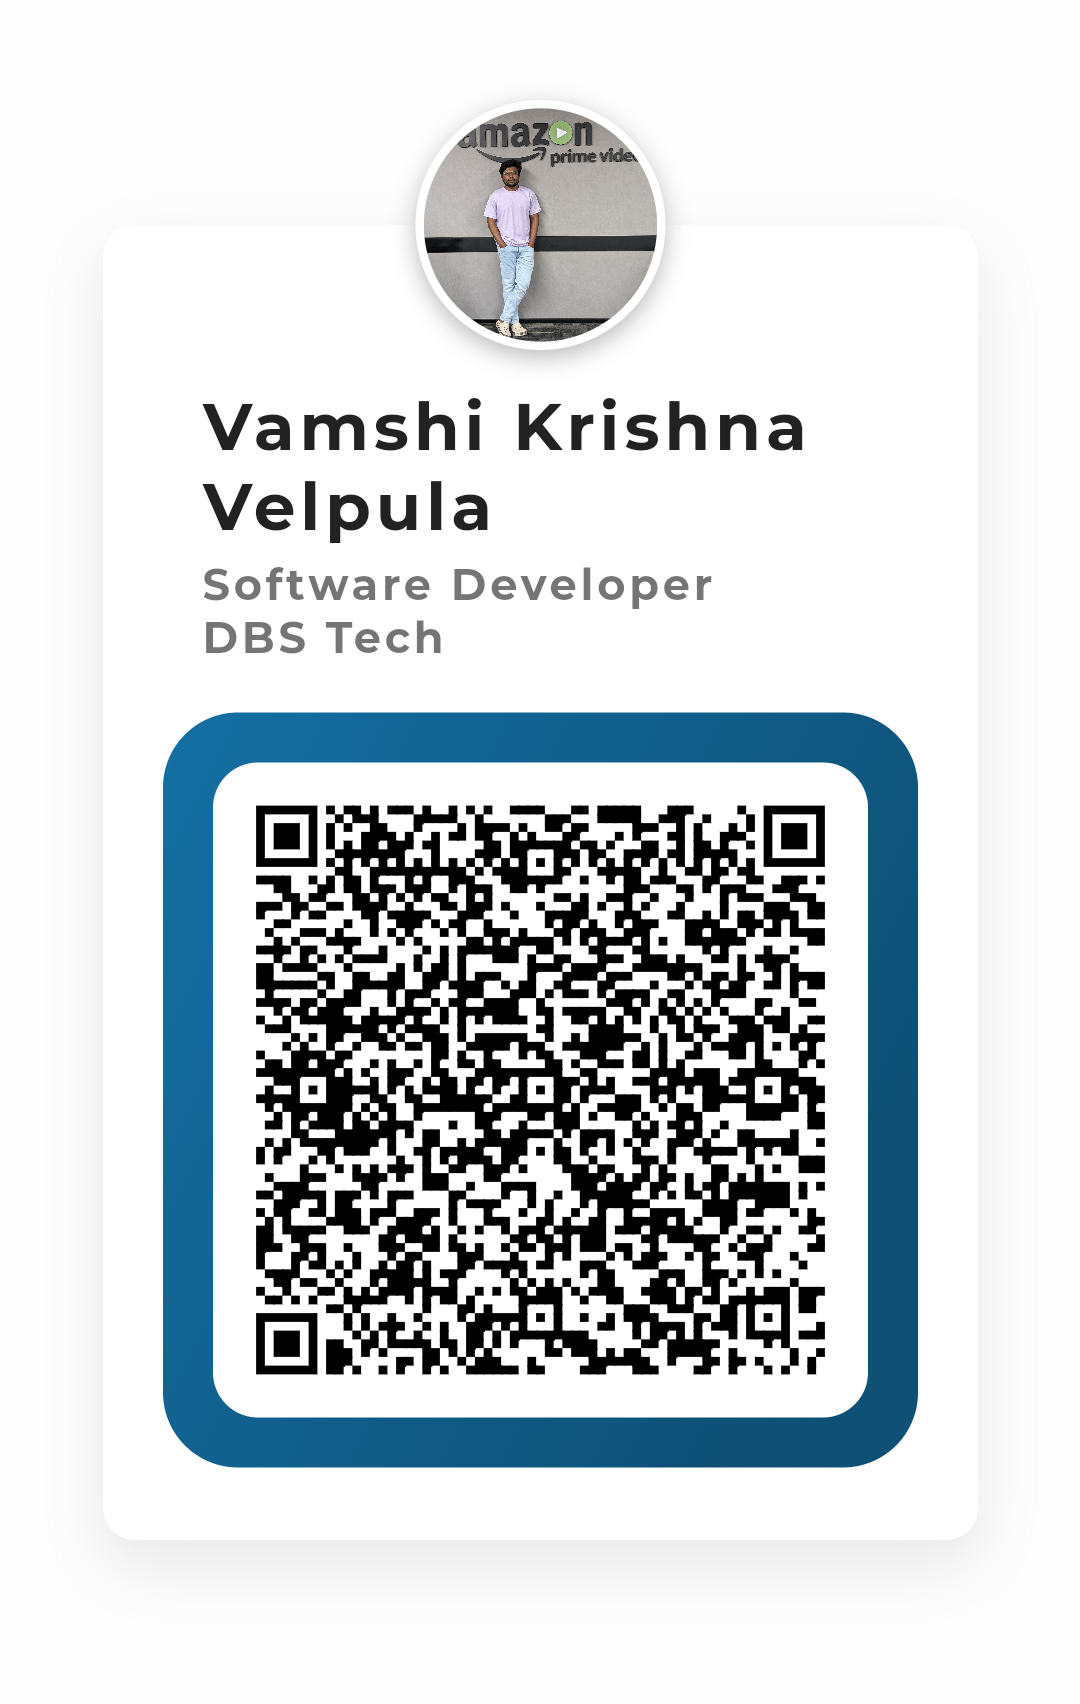 amazon
prime video
Vamshi Krishna
Velpula
Software Developer
DBS Tech